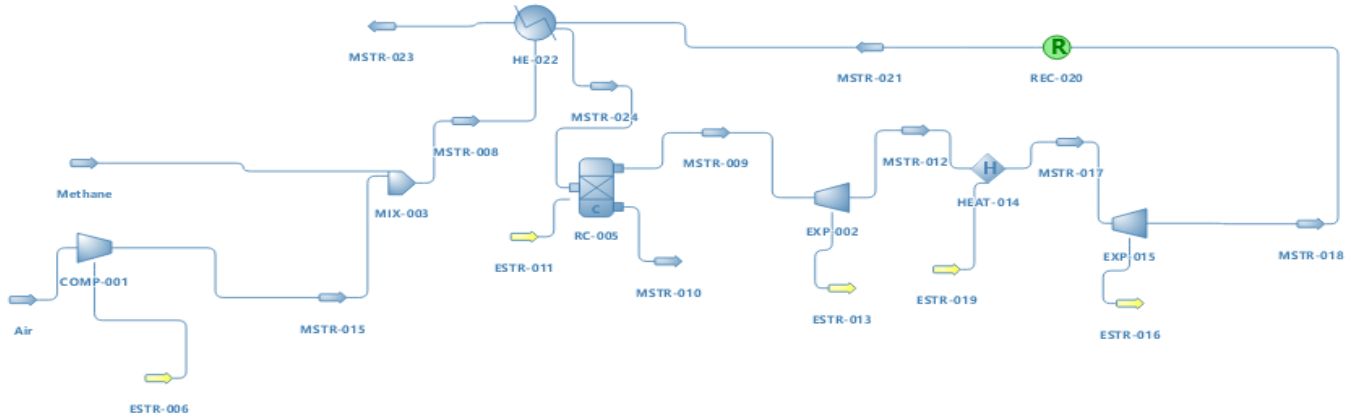 MSTR-023
HE-022
MSTR-021
R
REC-020
MSTR-024
MSTR-008
MSTR-009
MSTR-012
MSTR-017
H
HEAT-014
Methane
MIX-003
C
RC-005
EXP-002
EXP-015
MSTR-018
COMP-001
ESTR-011
MSTR-010
ESTR-019
Air
MSTR-015
ESTR-013
ESTR-016
ESTR-006